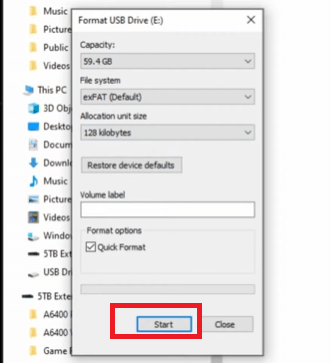 Music
Picture
Public
Videos
This PC
3D Obj
Deskto
Docum
Downl
Music
Picture
Videos
Windo
5TB Exte
USB Dri
5TB Exter
A6400
A6400
Game
Format USB Drive (E:)
Capacity:
59.4 GB
File system
exFAT (Default)
Allocation unit size
128 kilobytes
Restore device defaults
Volume label
Format options
Quick Format
Start
Close